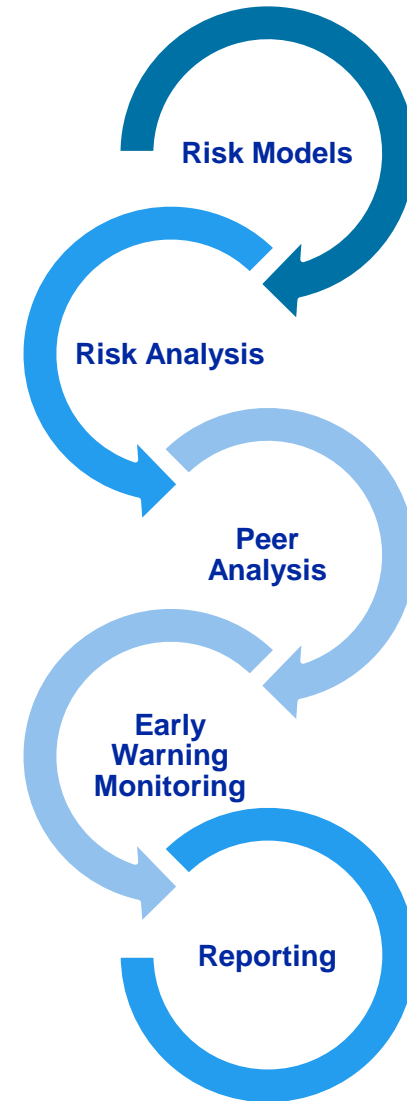 Risk Models
Risk Analysis
Peer
Analysis
Early
Warning
Monitoring
Reporting